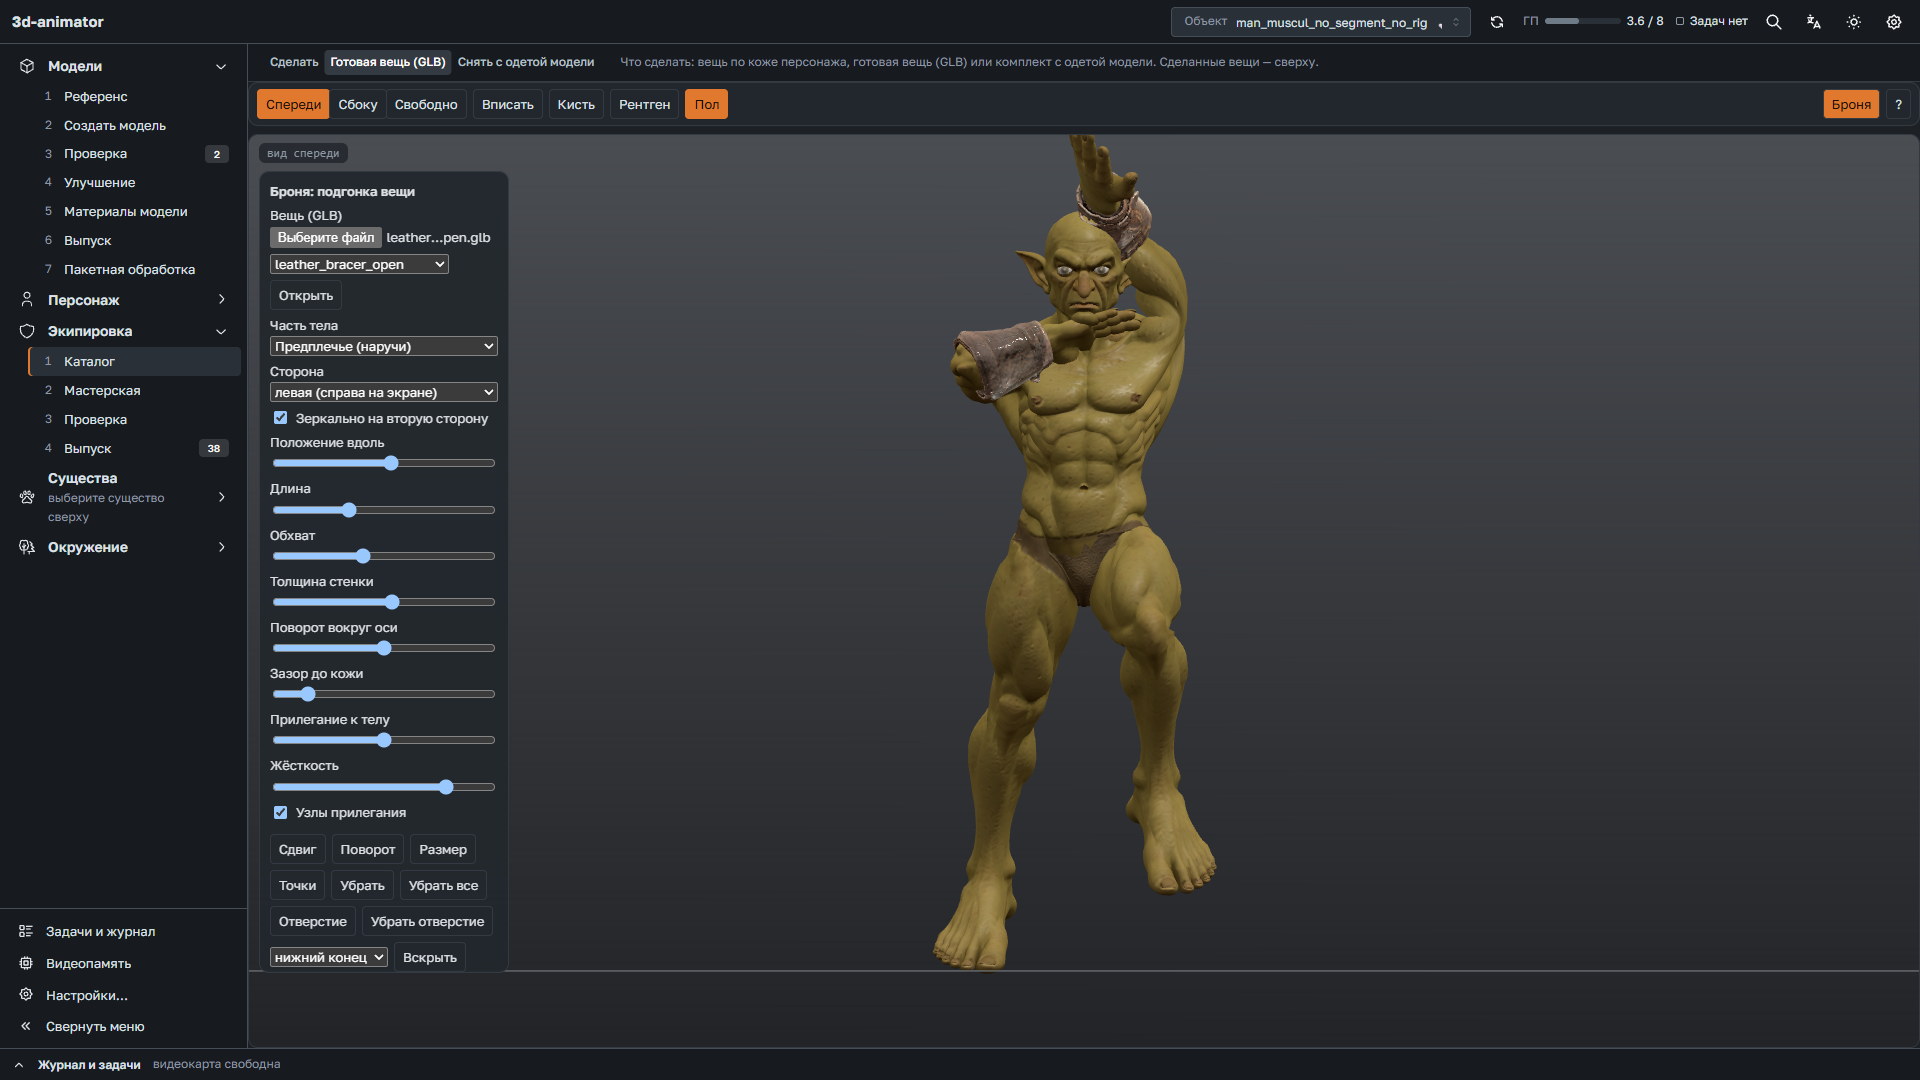 3d-animator
Объект man_muscul_no_segment_no_rig
ГП 3.6 / 8 Задач нет
Модели
1 Референс
2 Создать модель
3 Проверка 2
4 Улучшение
5 Материалы модели
6 Выпуск
7 Пакетная обработка
Персонаж
Экипировка
1 Каталог
2 Мастерская
3 Проверка
4 Выпуск 38
Существа
выберите существо
сверху
Окружение
Задачи и журнал
Видеопамять
Настройки...
Свернуть меню
Сделать Готовая вещь (GLB) Снять с одетой модели Что сделать: вещь по коже персонажа, готовая вещь (GLB) или комплект с одетой модели. Сделанные вещи — сверху.
Спереди Сбоку Свободно Вписать Кисть Рентген Пол Броня ?
вид спереди
Броня: подгонка вещи
Вещь (GLB)
Выберите файл leather...pen.glb
leather_bracer_open
Открыть
Часть тела
Предплечье (наручи)
Сторона
левая (справа на экране)
Зеркально на вторую сторону
Положение вдоль
Длина
Обхват
Толщина стенки
Поворот вокруг оси
Зазор до кожи
Прилегание к телу
Жёсткость
Узлы прилегания
Сдвиг Поворот Размер
Точки Убрать Убрать все
Отверстие Убрать отверстие
нижний конец Вскрыть
Журнал и задачи видеокарта свободна